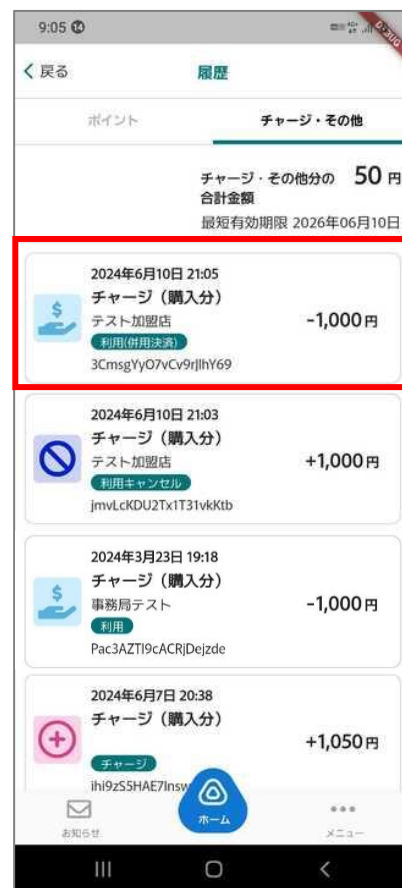 9:05
DEBUG
戻る
履歴
ポイント
チャージ・その他
チャージ・その他分の 50 円
合計金額
最短有効期限 2026年06月10日
2024年6月10日 21:05
チャージ（購入分）
テスト加盟店
-1,000円
利用(併用決済)
3CmsgYyO7vCv9rJlhY69
2024年6月10日 21:03
チャージ（購入分）
テスト加盟店
+1,000円
利用キャンセル
jmvLcKDU2Tx1T31vkKtb
2024年3月23日 19:18
チャージ（購入分）
事務局テスト
-1,000円
利用
Pac3AZTl9cACRjDejzde
2024年6月7日 20:38
チャージ（購入分）
+1,050円
チャージ
お知らせ
ホーム
メニュー